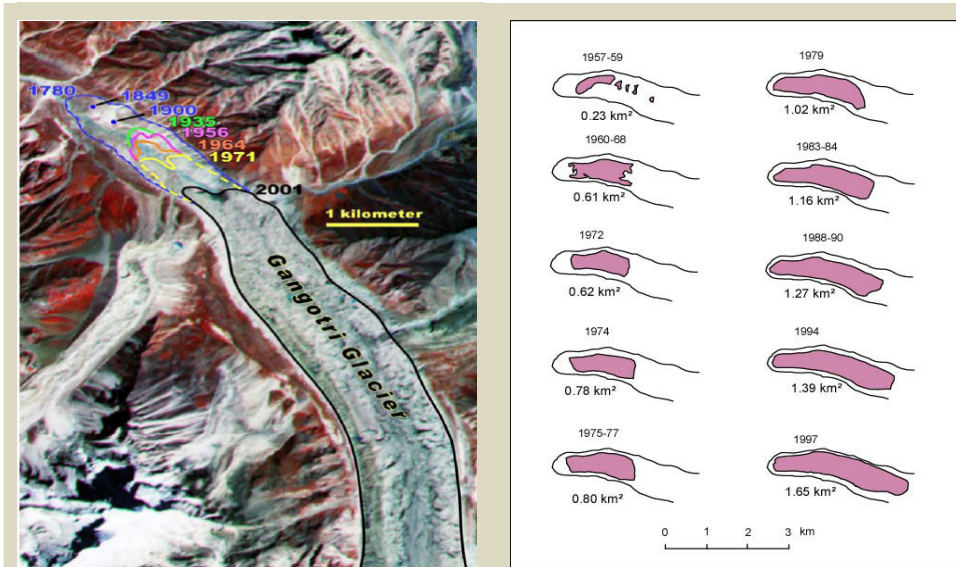 1780
1849
1900
1935
1956
1964
1971
2001
1 kilometer
Gangotri Glacier
1957-59
0.23 km²
1960-68
0.61 km²
1972
0.62 km²
1974
0.78 km²
1975-77
0.80 km²
1979
1.02 km²
1983-84
1.16 km²
1988-90
1.27 km²
1994
1.39 km²
1997
1.65 km²
0 1 2 3 km